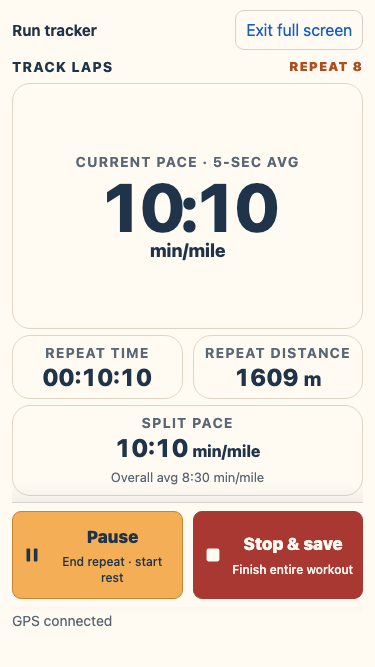 Run tracker
Exit full screen
TRACK LAPS
REPEAT 8
CURRENT PACE · 5-SEC AVG
10:10
min/mile
REPEAT TIME
00:10:10
REPEAT DISTANCE
1609 m
SPLIT PACE
10:10 min/mile
Overall avg 8:30 min/mile
Pause
End repeat · start
rest
Stop & save
Finish entire workout
GPS connected